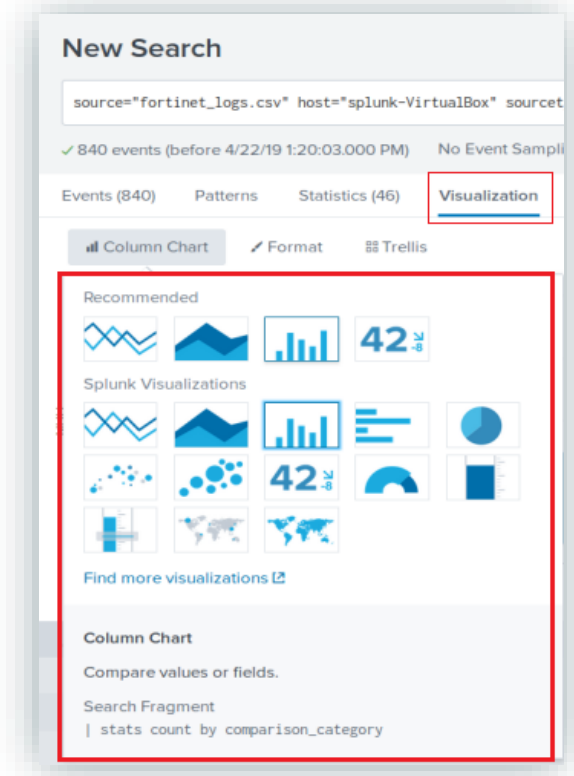 New Search
source="fortinet_logs.csv" host="splunk-VirtualBox" sourcet
✓ 840 events (before 4/22/19 1:20:03.000 PM) No Event Sampli
Events (840) Patterns Statistics (46) Visualization
Column Chart Format Trellis
Recommended
42 -8
Splunk Visualizations
42 -8
Find more visualizations
Column Chart
Compare values or fields.
Search Fragment
| stats count by comparison_category